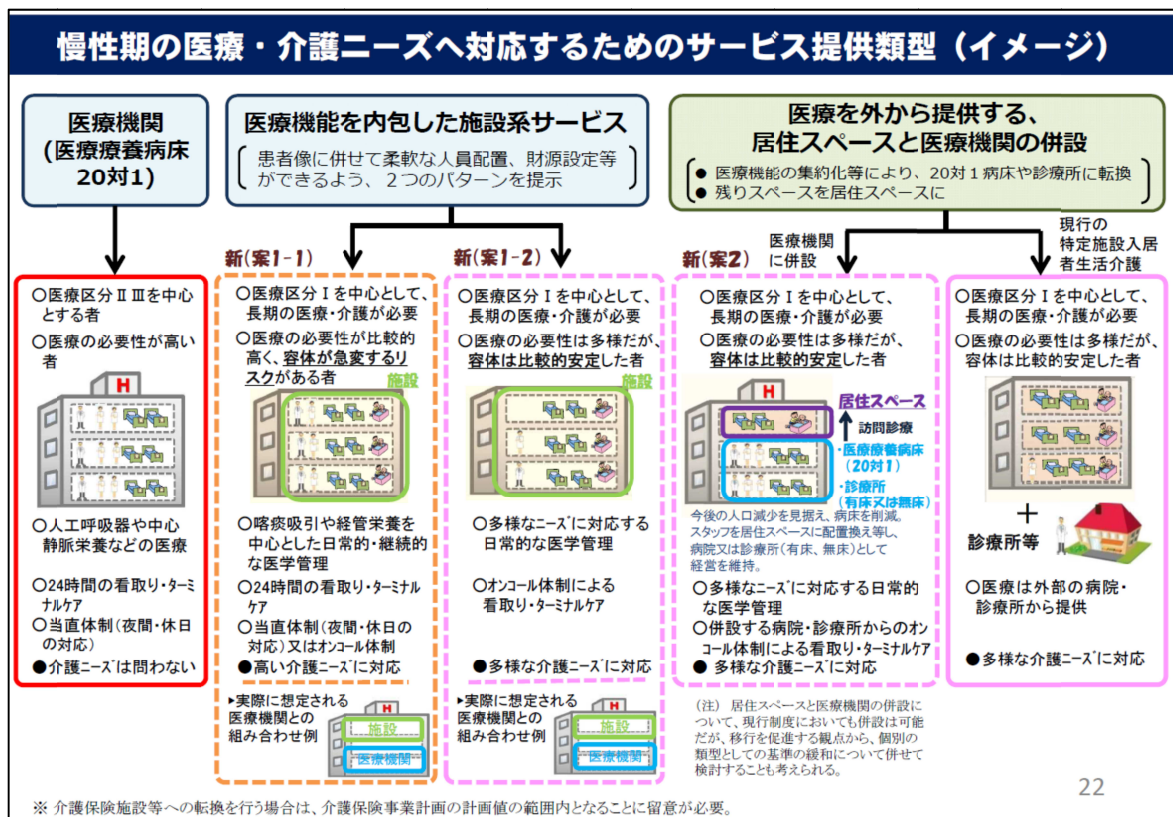 慢性期の医療・介護ニーズへ対応するためのサービス提供類型（イメージ）
医療機関
(医療療養病床
20対1)
医療機能を内包した施設系サービス
患者像に併せて柔軟な人員配置、財源設定等
ができるよう、２つのパターンを提示
医療を外から提供する、
居住スペースと医療機関の併設
● 医療機能の集約化等により、20対1病床や診療所に転換
● 残りスペースを居住スペースに
○医療区分ⅡⅢを中心
とする者
○医療の必要性が高い
者
H
○人工呼吸器や中心
静脈栄養などの医療
○24時間の看取り・ターミ
ナルケア
○当直体制（夜間・休日
の対応）
●介護ニーズは問わない
新(案1-1)
○医療区分Ⅰを中心として、
長期の医療・介護が必要
○医療の必要性が比較的
高く、容体が急変するリ
スクがある者
施設
H
○喀痰吸引や経管栄養を
中心とした日常的・継続的
な医学管理
○24時間の看取り・ターミナル
ケア
○当直体制（夜間・休日の
対応）又はオンコール体制
●高い介護ニーズに対応
▶実際に想定される
医療機関との
組み合わせ例
H
施設
医療機関
新(案1-2)
○医療区分Ⅰを中心として、
長期の医療・介護が必要
○医療の必要性は多様だが、
容体は比較的安定した者
施設
○多様なニーズに対応する
日常的な医学管理
○オンコール体制による
看取り・ターミナルケア
●多様な介護ニーズに対応
▶実際に想定される
医療機関との
組み合わせ例
H
施設
医療機関
新(案2)
医療機関
に併設
○医療区分Ⅰを中心として、
長期の医療・介護が必要
○医療の必要性は多様だが、
容体は比較的安定した者
H
居住スペース
訪問診療
・医療療養病床
（20対1）
・診療所
（有床又は無床）
今後の人口減少を見据え、病床を削減。
スタッフを居住スペースに配置換え等し、
病院又は診療所（有床、無床）として
経営を維持。
○多様なニーズに対応する日常的
な医学管理
○併設する病院・診療所からのオン
コール体制による看取り・ターミナルケア
● 多様な介護ニーズに対応
（注） 居住スペースと医療機関の併設
について、現行制度においても併設は可能
だが、移行を促進する観点から、個別の
類型としての基準の緩和について併せて
検討することも考えられる。
現行の
特定施設入居
者生活介護
○医療区分Ⅰを中心として、
長期の医療・介護が必要
○医療の必要性は多様だが、
容体は比較的安定した者
＋
診療所等
○医療は外部の病院・
診療所から提供
●多様な介護ニーズに対応
22
※ 介護保険施設等への転換を行う場合は、介護保険事業計画の計画値の範囲内となることに留意が必要。